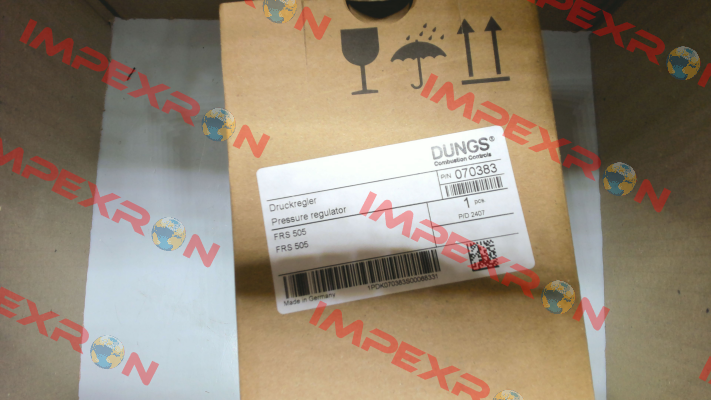 DUNGS®
Combustion Controls
P/N 070383
Druckregler
Pressure regulator
1 pcs
FRS 505
PID 2407
FRS 505
Made in Germany
IMPEXRON
IMPEXRON
IMPEXRON
IMPEXRON
IMPEXRON
IMPEXRON